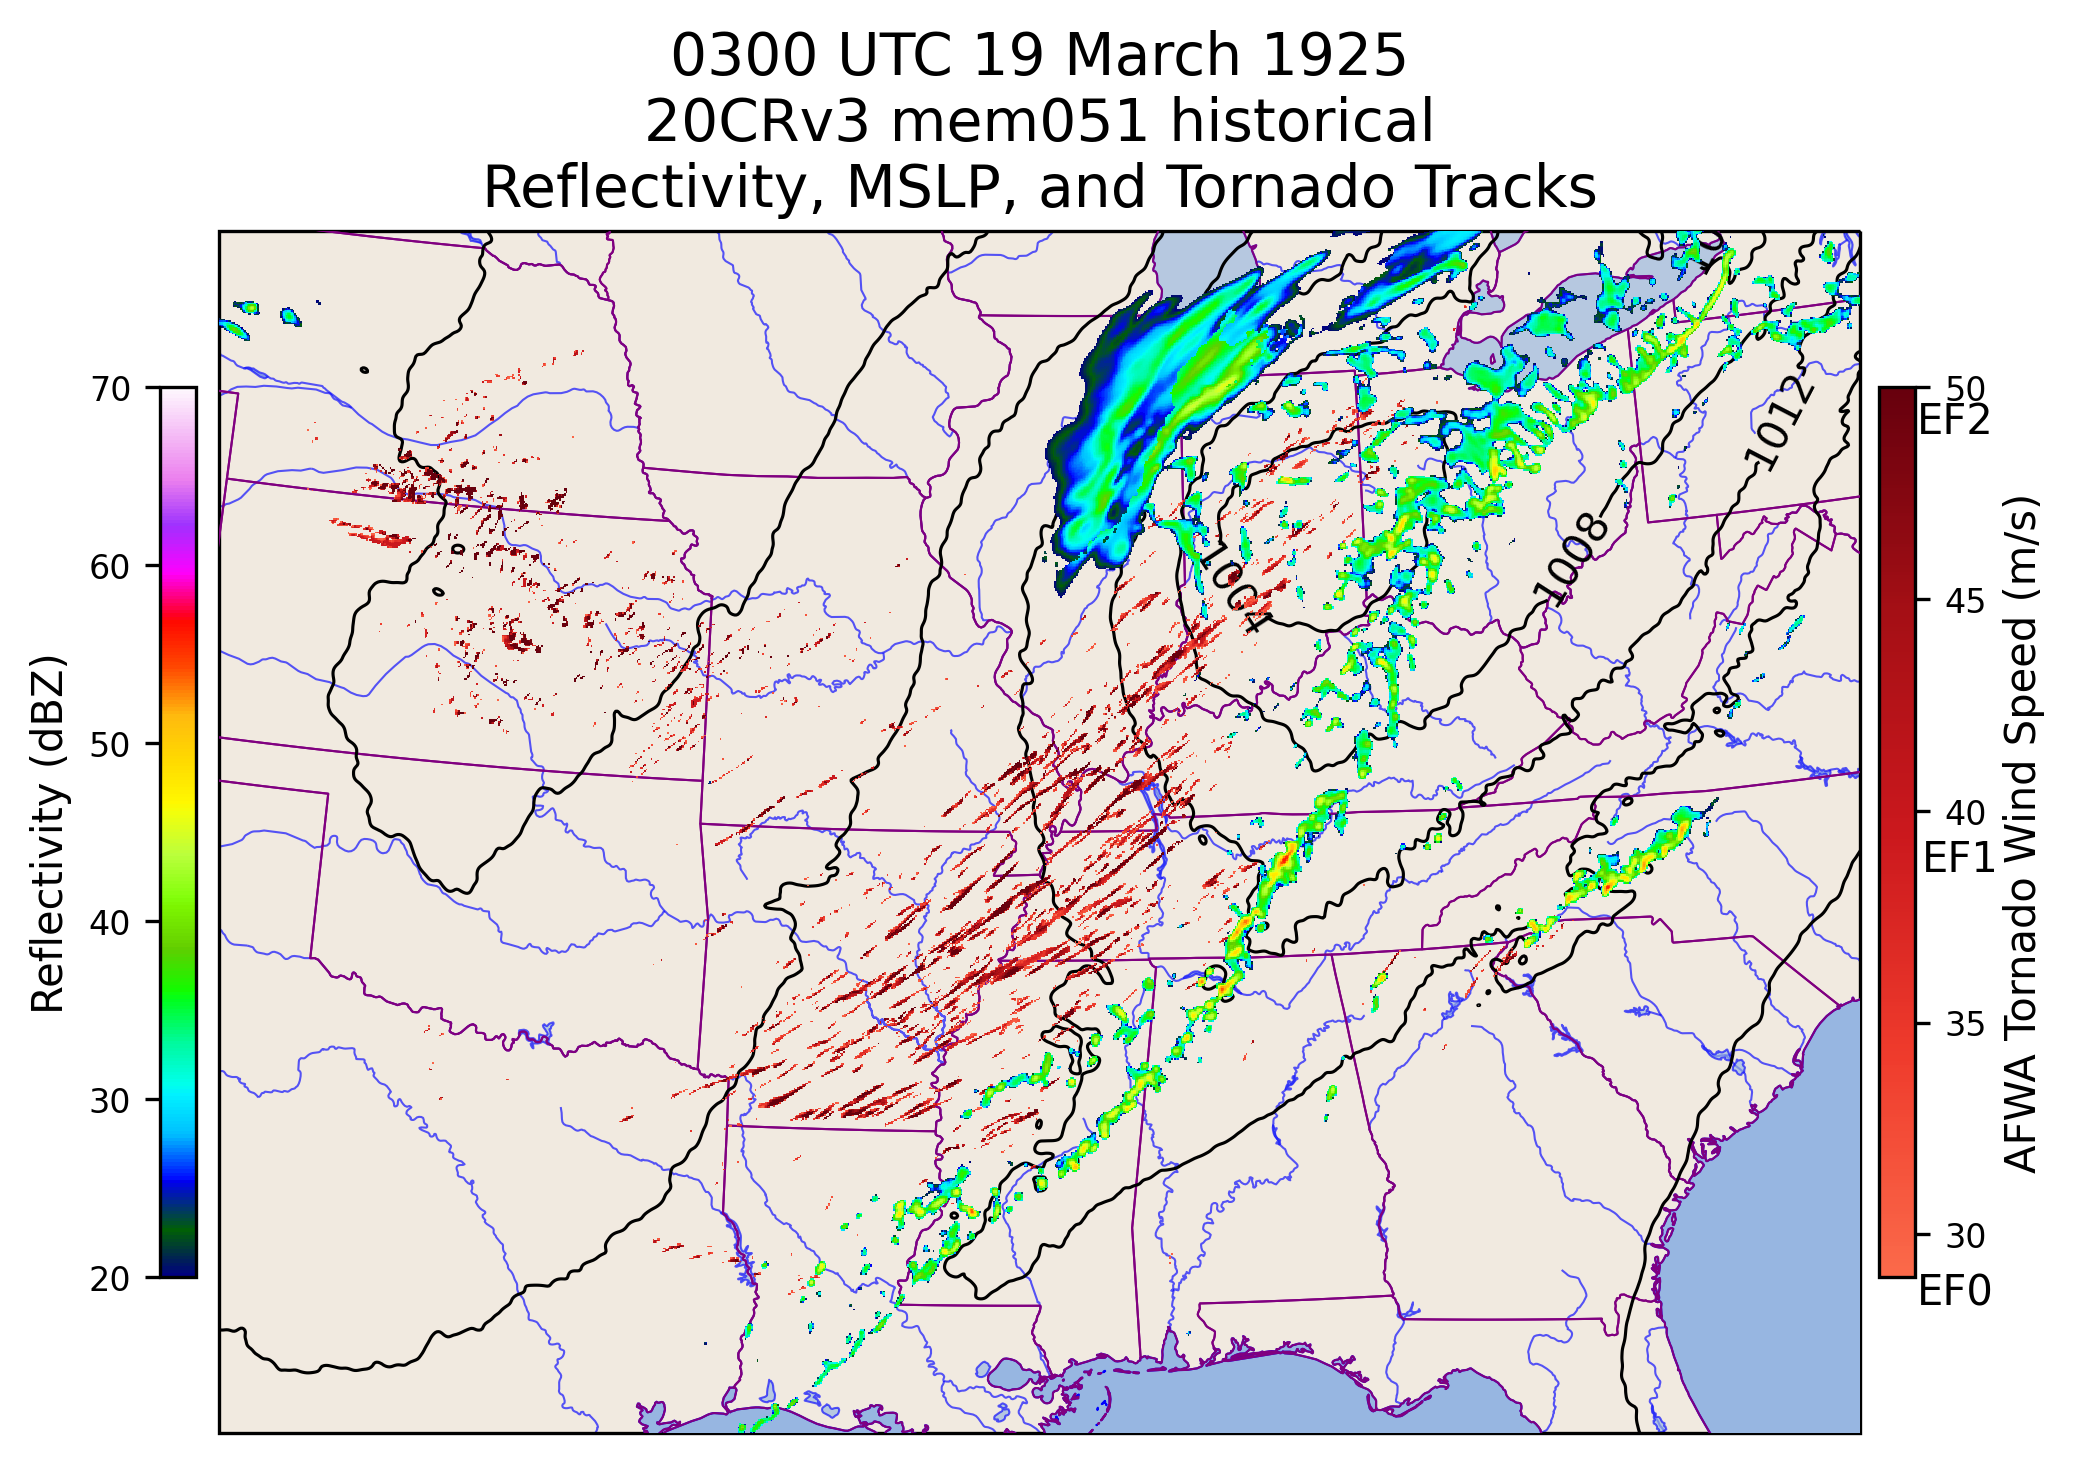 0300 UTC 19 March 1925
20CRv3 mem051 historical
Reflectivity, MSLP, and Tornado Tracks
Reflectivity (dBZ)
70
60
50
40
30
20
1012
1008
1004
50
EF2
45
40
EF1
35
30
EF0
AFWA Tornado Wind Speed (m/s)